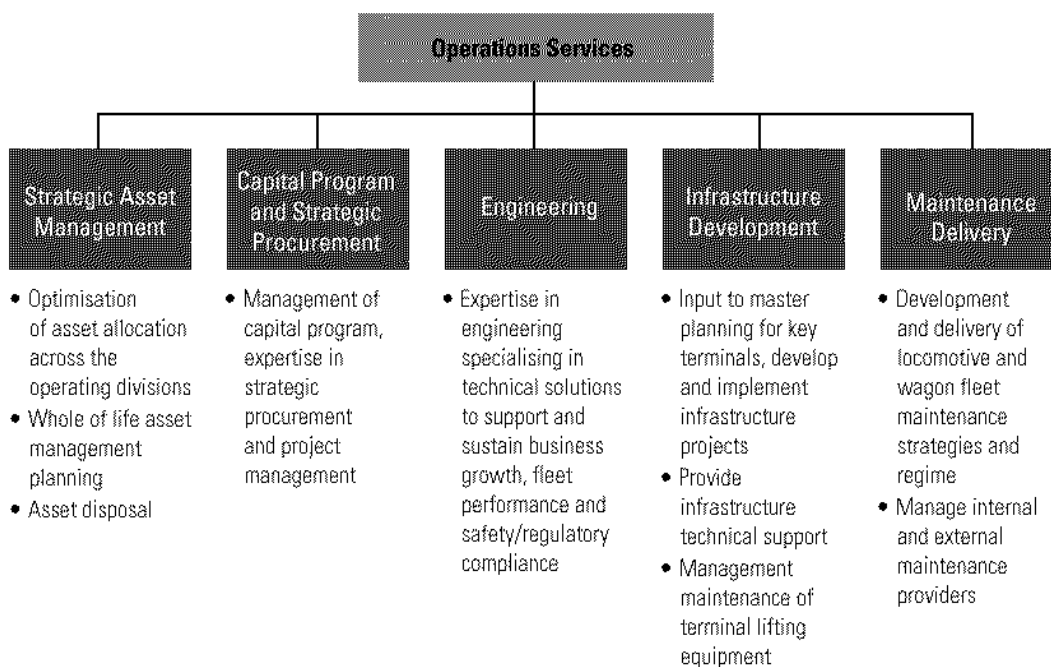 Operations Services
Strategic Asset
Management
Capital Program
and Strategic
Procurement
Engineering
Infrastructure
Development
Maintenance
Delivery
• Optimisation
of asset allocation
across the
operating divisions
• Whole of life asset
management
planning
• Asset disposal
• Management of
capital program,
expertise in
strategic
procurement
and project
management
• Expertise in
engineering
specialising in
technical solutions
to support and
sustain business
growth, fleet
performance and
safety/regulatory
compliance
• Input to master
planning for key
terminals, develop
and implement
infrastructure
projects
• Provide
infrastructure
technical support
• Management
maintenance of
terminal lifting
equipment
• Development
and delivery of
locomotive and
wagon fleet
maintenance
strategies and
regime
• Manage internal
and external
maintenance
providers